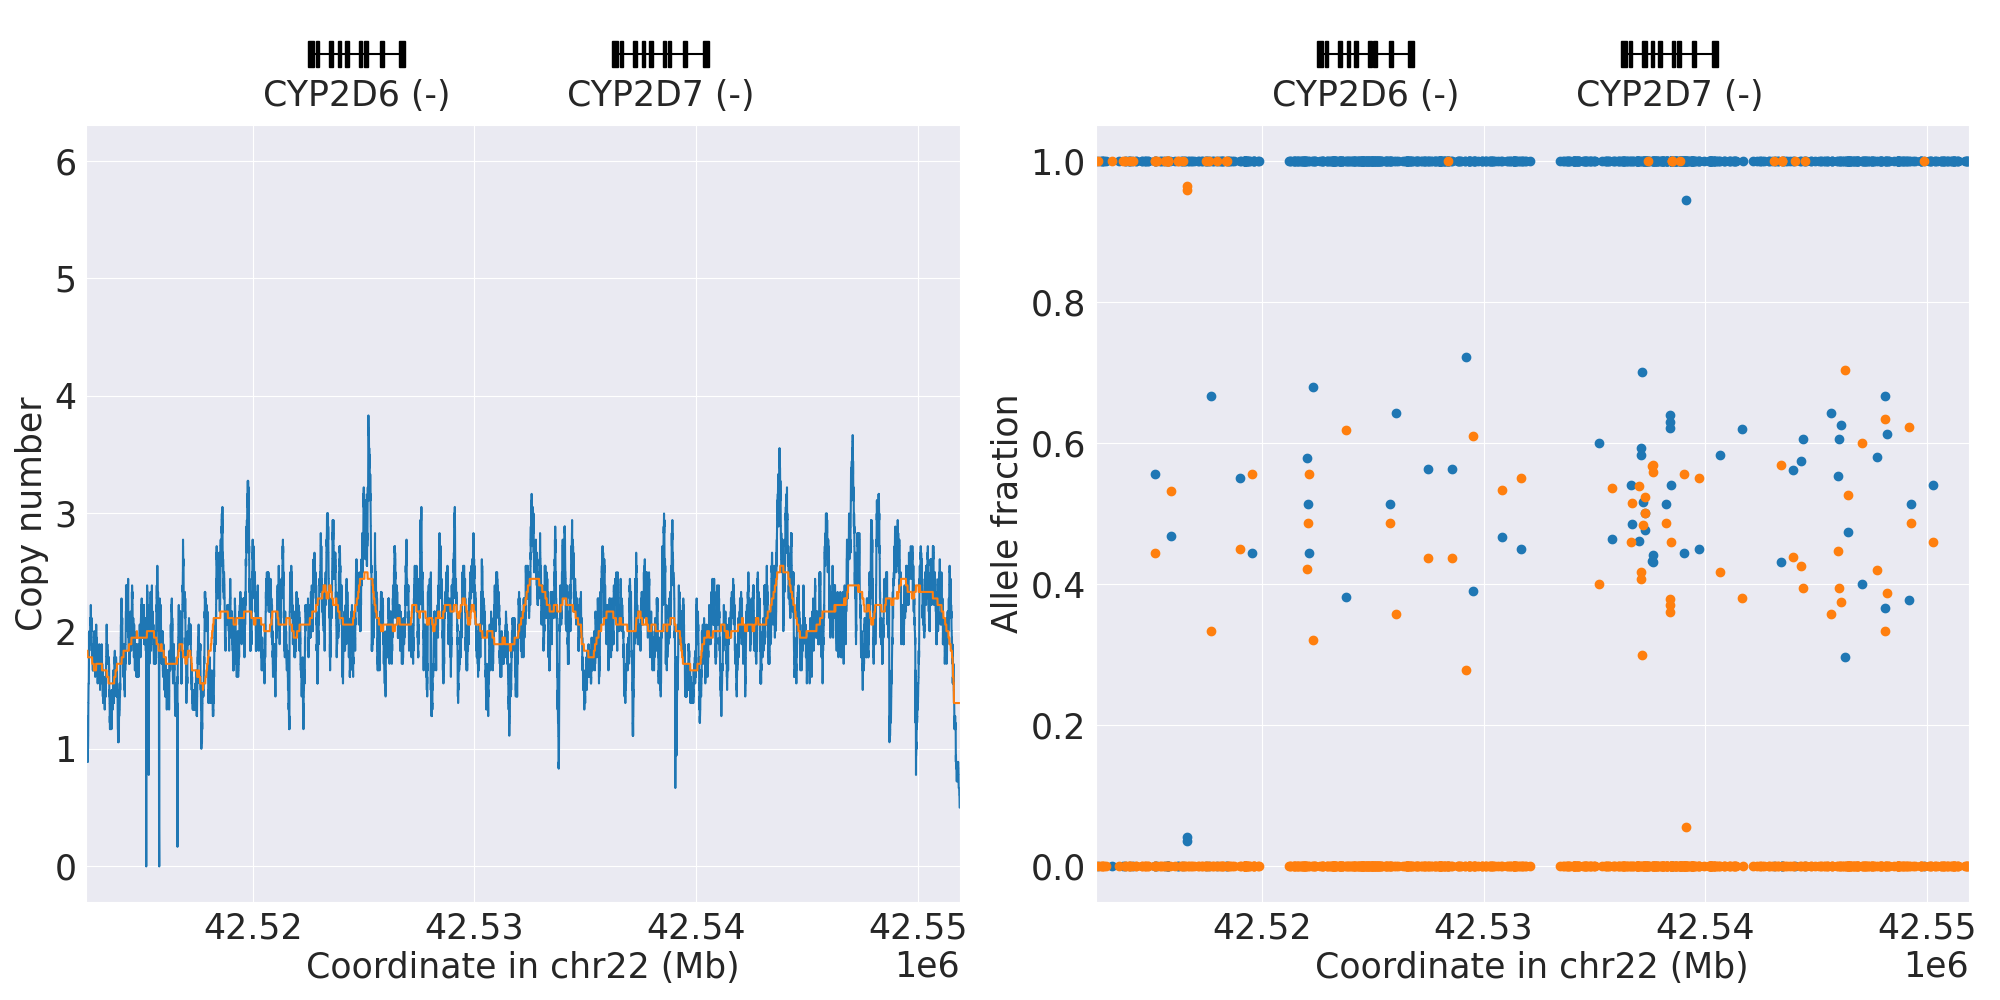 CYP2D6 (-) CYP2D7 (-)
Copy number
6
5
4
3
2
1
0
42.52 42.53 42.54 42.55
Coordinate in chr22 (Mb) 1e6
CYP2D6 (-) CYP2D7 (-)
Allele fraction
1.0
0.8
0.6
0.4
0.2
0.0
42.52 42.53 42.54 42.55
Coordinate in chr22 (Mb) 1e6